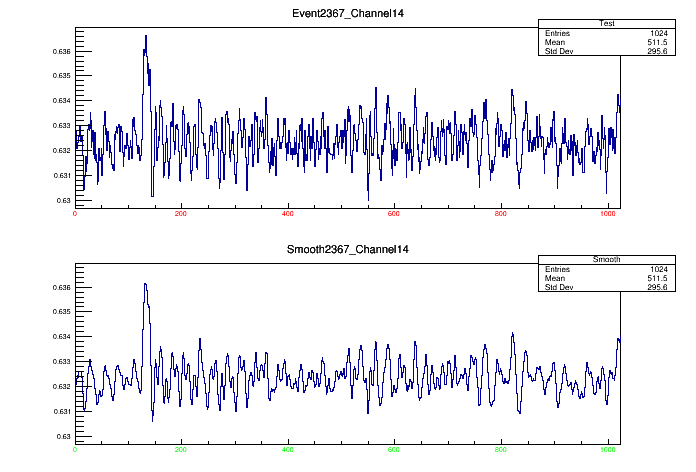 Event2367_Channel14
Test
Entries 1024
Mean 511.5
Std Dev 295.6
0.636
0.635
0.634
0.633
0.632
0.631
0.63
0 200 400 600 800 1000
Smooth2367_Channel14
Smooth
Entries 1024
Mean 511.5
Std Dev 295.6
0.636
0.635
0.634
0.633
0.632
0.631
0.63
0 200 400 600 800 1000